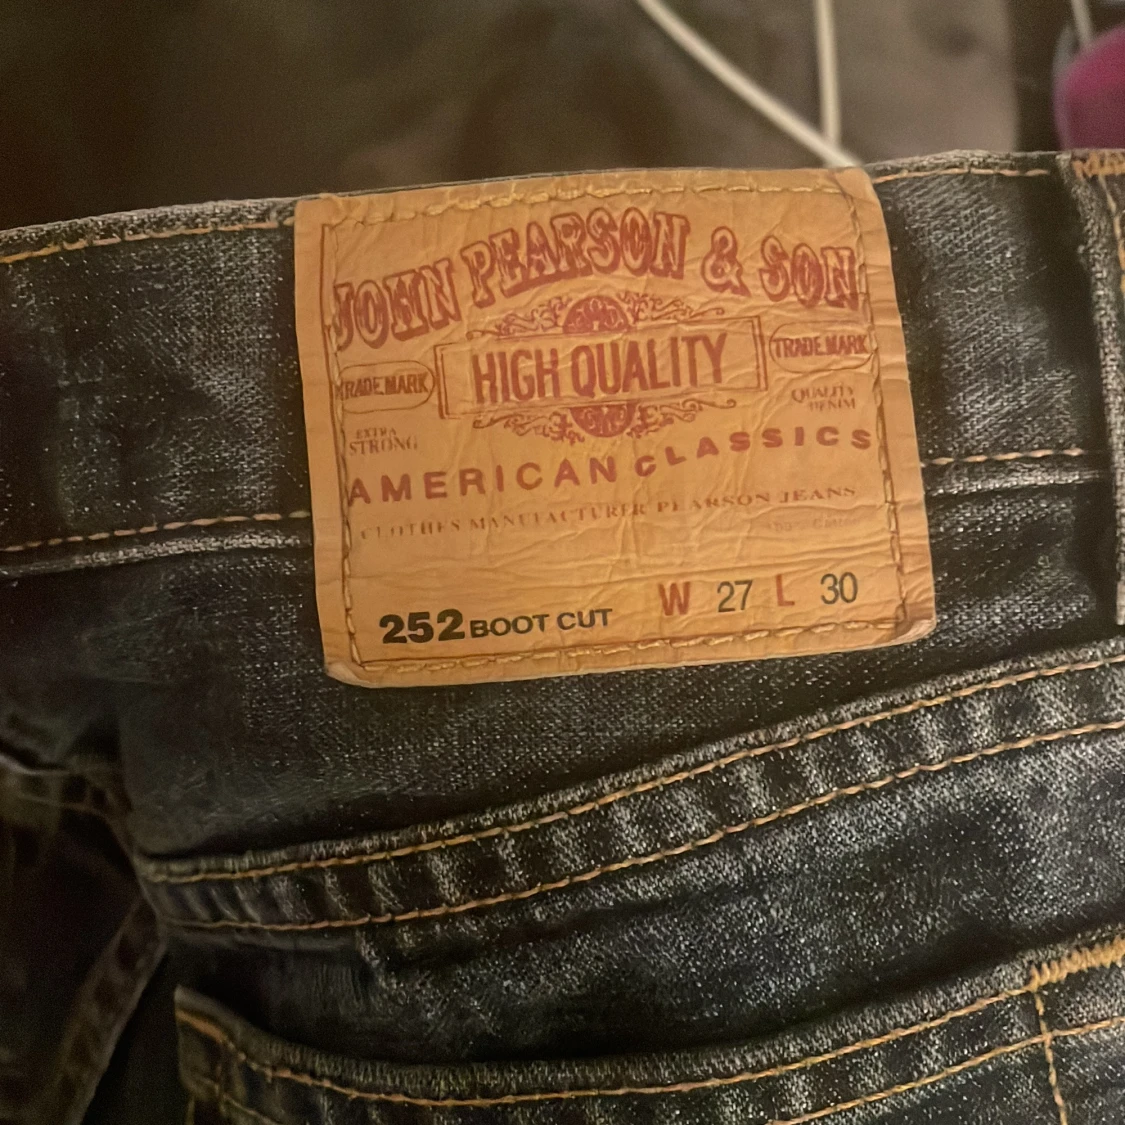 JOHN PEARSON & SON
HIGH QUALITY
TRADE MARK
TRADE MARK
EXTRA
STRONG
QUALITY
DENIM
AMERICAN CLASSICS
CLOTHES MANUFACTURER PEARSON JEANS
252 BOOT CUT
W 27 L 30